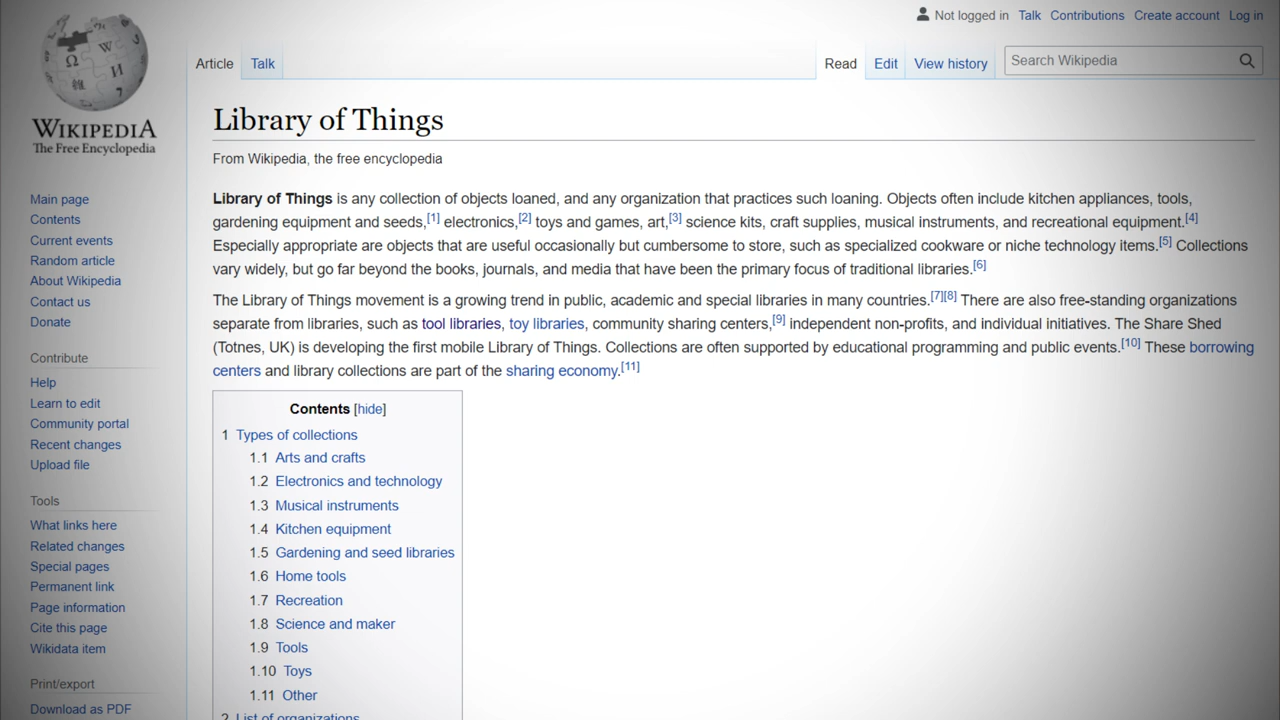 Not logged in Talk Contributions Create account Log in
Article Talk Read Edit View history Search Wikipedia
WIKIPEDIA
The Free Encyclopedia
Main page
Contents
Current events
Random article
About Wikipedia
Contact us
Donate
Contribute
Help
Learn to edit
Community portal
Recent changes
Upload file
Tools
What links here
Related changes
Special pages
Permanent link
Page information
Cite this page
Wikidata item
Print/export
Download as PDF
Library of Things
From Wikipedia, the free encyclopedia
Library of Things is any collection of objects loaned, and any organization that practices such loaning. Objects often include kitchen appliances, tools,
gardening equipment and seeds,[1] electronics,[2] toys and games, art,[3] science kits, craft supplies, musical instruments, and recreational equipment.[4]
Especially appropriate are objects that are useful occasionally but cumbersome to store, such as specialized cookware or niche technology items.[5] Collections
vary widely, but go far beyond the books, journals, and media that have been the primary focus of traditional libraries.[6]
The Library of Things movement is a growing trend in public, academic and special libraries in many countries.[7][8] There are also free-standing organizations
separate from libraries, such as tool libraries, toy libraries, community sharing centers,[9] independent non-profits, and individual initiatives. The Share Shed
(Totnes, UK) is developing the first mobile Library of Things. Collections are often supported by educational programming and public events.[10] These borrowing
centers and library collections are part of the sharing economy.[11]
Contents [hide]
1 Types of collections
1.1 Arts and crafts
1.2 Electronics and technology
1.3 Musical instruments
1.4 Kitchen equipment
1.5 Gardening and seed libraries
1.6 Home tools
1.7 Recreation
1.8 Science and maker
1.9 Tools
1.10 Toys
1.11 Other
2 List of organizations